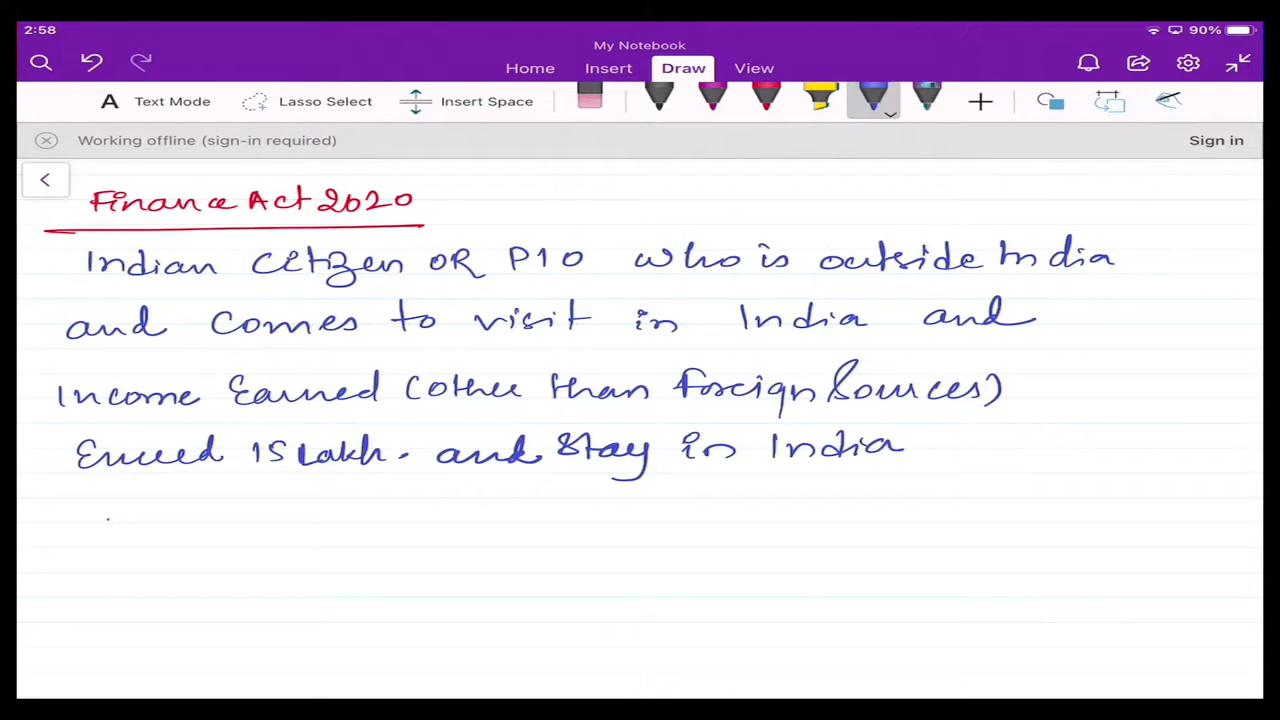 2:58
90%
My Notebook
Home Insert Draw View
Text Mode Lasso Select Insert Space
Working offline (sign-in required) Sign in
Finance Act 2020
Indian Citizen OR PIO who is outside India
and comes to visit in India and
Income Earned (other than foreign Sources)
Exceed 15 Lakh. and Stay in India